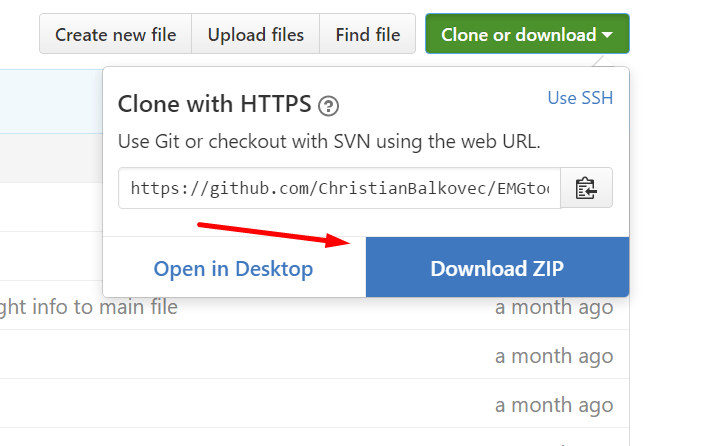 Create new file Upload files Find file Clone or download
Clone with HTTPS ? Use SSH
Use Git or checkout with SVN using the web URL.
https://github.com/ChristianBalkovec/EMGtoo
Open in Desktop Download ZIP
ght info to main file a month ago
a month ago
a month ago